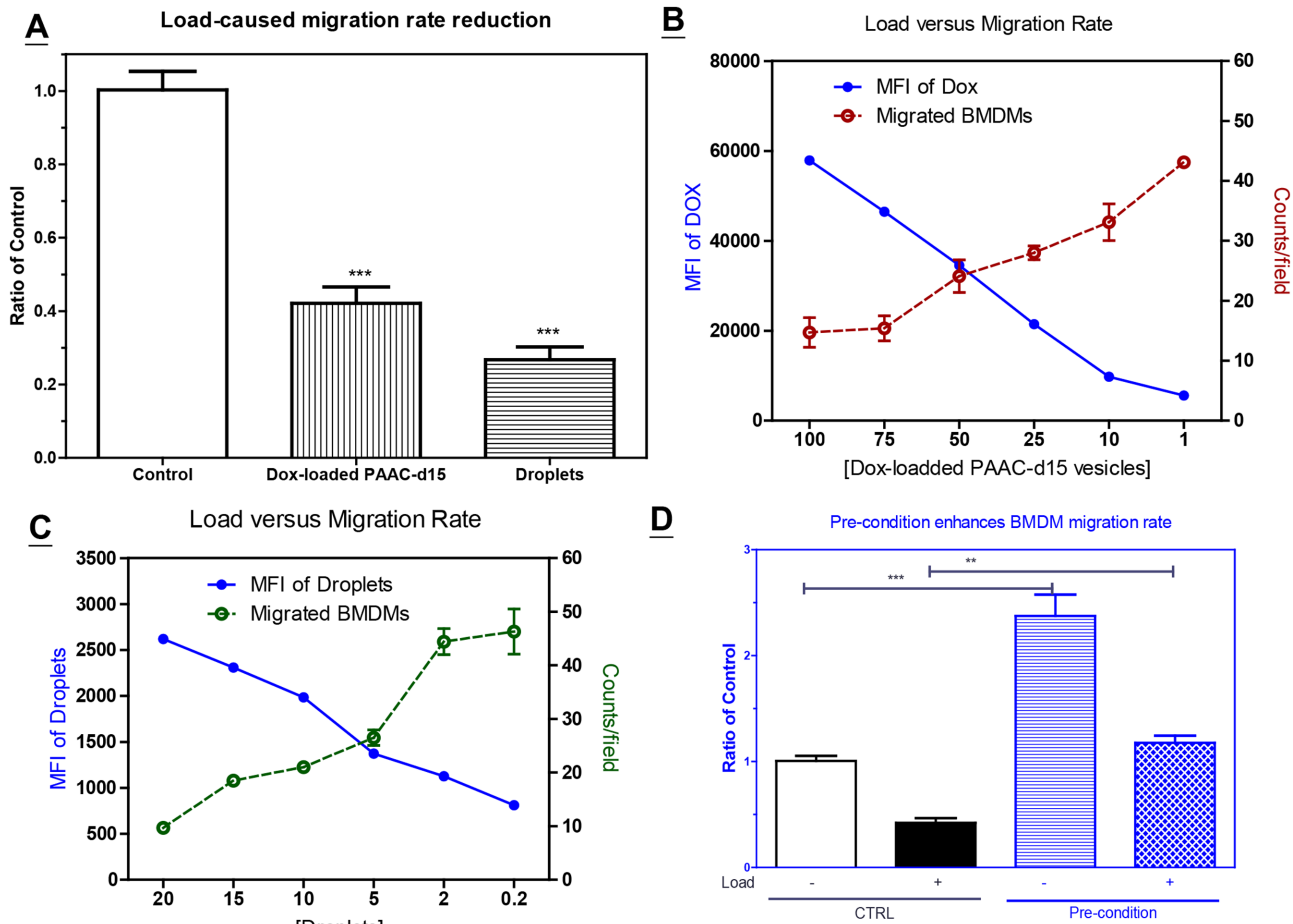 A
Load-caused migration rate reduction
Ratio of Control
1.0
0.8
0.6
0.4
0.2
0.0
***
***
Control
Dox-loaded PAAC-d15
Droplets
B
Load versus Migration Rate
MFI of Dox
Migrated BMDMs
MFI of DOX
80000
60000
40000
20000
0
60
50
40
30
20
10
0
Counts/field
100 75 50 25 10 1
[Dox-loadded PAAC-d15 vesicles]
C
Load versus Migration Rate
MFI of Droplets
Migrated BMDMs
MFI of Droplets
3500
3000
2500
2000
1500
1000
500
0
60
50
40
30
20
10
0
Counts/field
20 15 10 5 2 0.2
[Droplets]
D
Pre-condition enhances BMDM migration rate
Ratio of Control
3
2
1
0
***
**
Load - + - +
CTRL Pre-condition